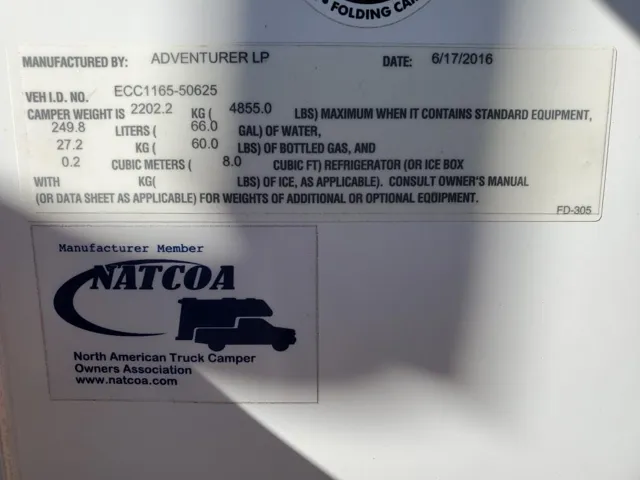 FOLDING
MANUFACTURED BY: ADVENTURER LP DATE: 6/17/2016
VEH I.D. NO. ECC1165-50625
CAMPER WEIGHT IS 2202.2 KG ( 4855.0 LBS) MAXIMUM WHEN IT CONTAINS STANDARD EQUIPMENT,
249.8 LITERS ( 66.0 GAL) OF WATER,
27.2 KG ( 60.0 LBS) OF BOTTLED GAS, AND
0.2 CUBIC METERS ( 8.0 CUBIC FT) REFRIGERATOR (OR ICE BOX
WITH KG( LBS) OF ICE, AS APPLICABLE). CONSULT OWNER'S MANUAL
(OR DATA SHEET AS APPLICABLE) FOR WEIGHTS OF ADDITIONAL OR OPTIONAL EQUIPMENT.
FD-305
Manufacturer Member
NATCOA
North American Truck Camper
Owners Association
www.natcoa.com